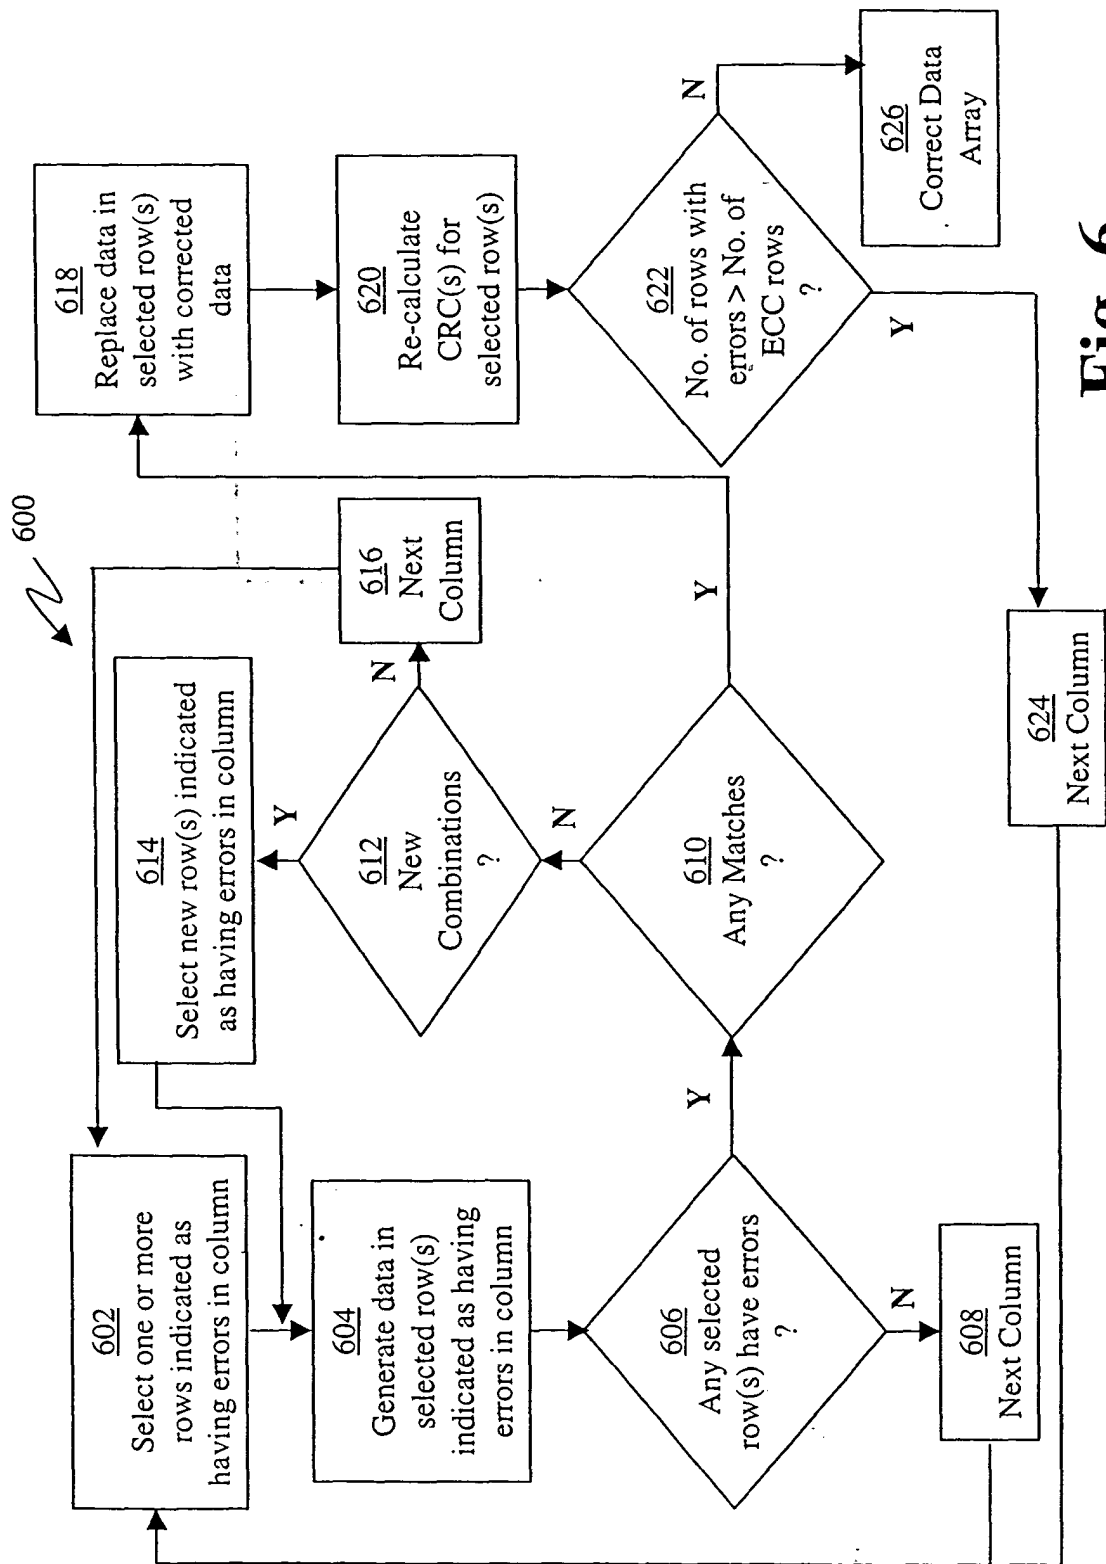 600
602
Select one or more
rows indicated as
having errors in column
604
Generate data in
selected row(s)
indicated as having
errors in column
606
Any selected
row(s) have errors
?
N
608
Next Column
Y
614
Select new row(s) indicated
as having errors in column
Y
612
New
Combinations
?
N
616
Next
Column
N
610
Any Matches
?
Y
618
Replace data in
selected row(s)
with corrected
data
620
Re-calculate
CRC(s) for
selected row(s)
622
No. of rows with
errors > No. of
ECC rows
?
N
Y
626
Correct Data
Array
624
Next Column
Fig. 6